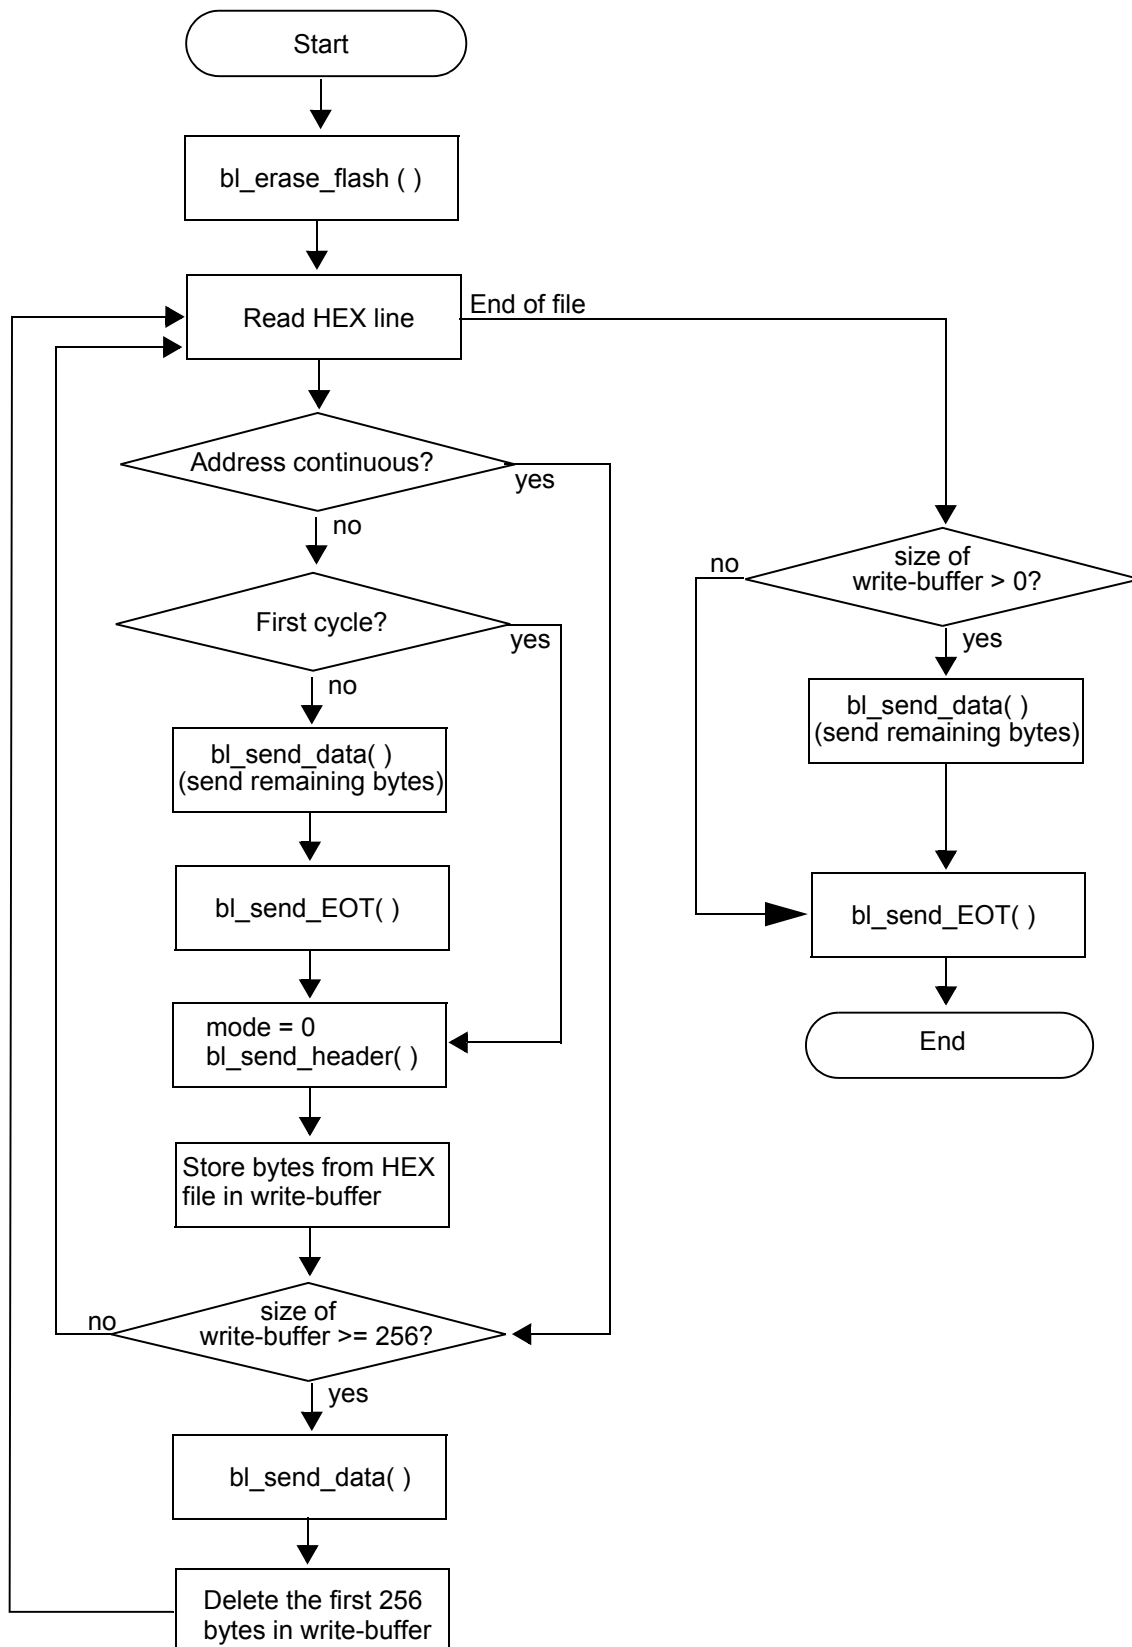 Start
bl_erase_flash ( )
Read HEX line
End of file
Address continuous?
yes
no
First cycle?
yes
no
bl_send_data( )
(send remaining bytes)
bl_send_EOT( )
mode = 0
bl_send_header( )
Store bytes from HEX
file in write-buffer
size of
write-buffer >= 256?
no
yes
bl_send_data( )
Delete the first 256
bytes in write-buffer
size of
write-buffer > 0?
no
yes
bl_send_data( )
(send remaining bytes)
bl_send_EOT( )
End